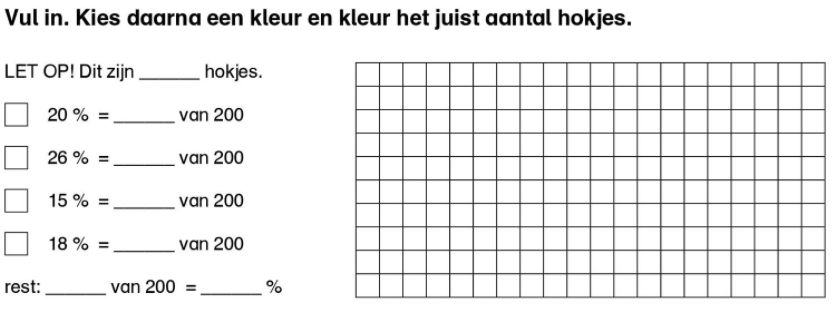 Vul in. Kies daarna een kleur en kleur het juist aantal hokjes.
LET OP! Dit zijn ______ hokjes.
20 % = ______ van 200
26 % = ______ van 200
15 % = ______ van 200
18 % = ______ van 200
rest: ______ van 200 = ______ %